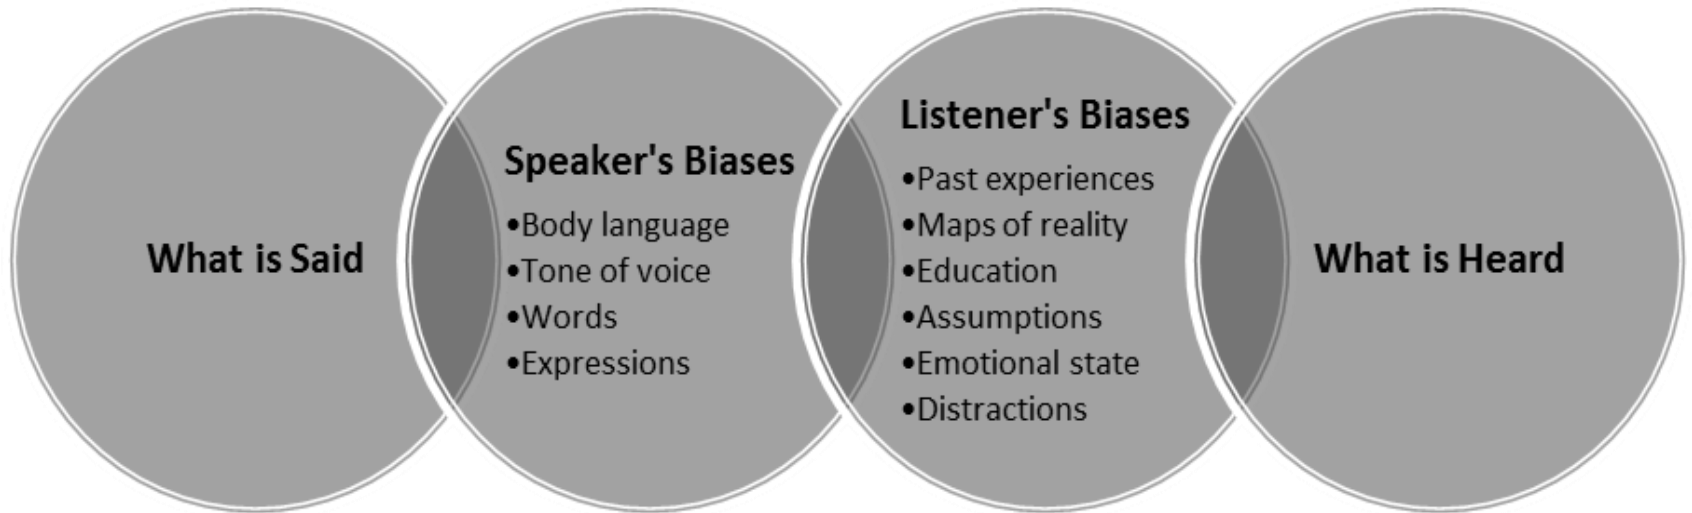 What is Said
Speaker's Biases
•Body language
•Tone of voice
•Words
•Expressions
Listener's Biases
•Past experiences
•Maps of reality
•Education
•Assumptions
•Emotional state
•Distractions
What is Heard